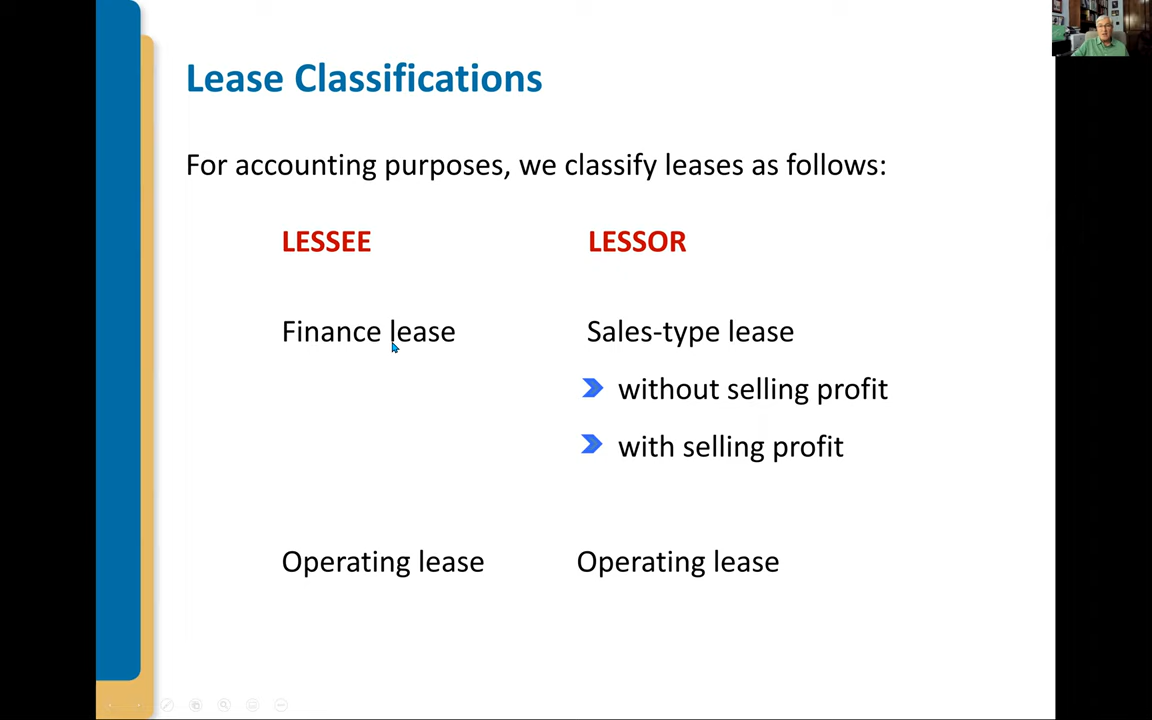 Lease Classifications
For accounting purposes, we classify leases as follows:
LESSEE LESSOR
Finance lease Sales-type lease
without selling profit
with selling profit
Operating lease Operating lease